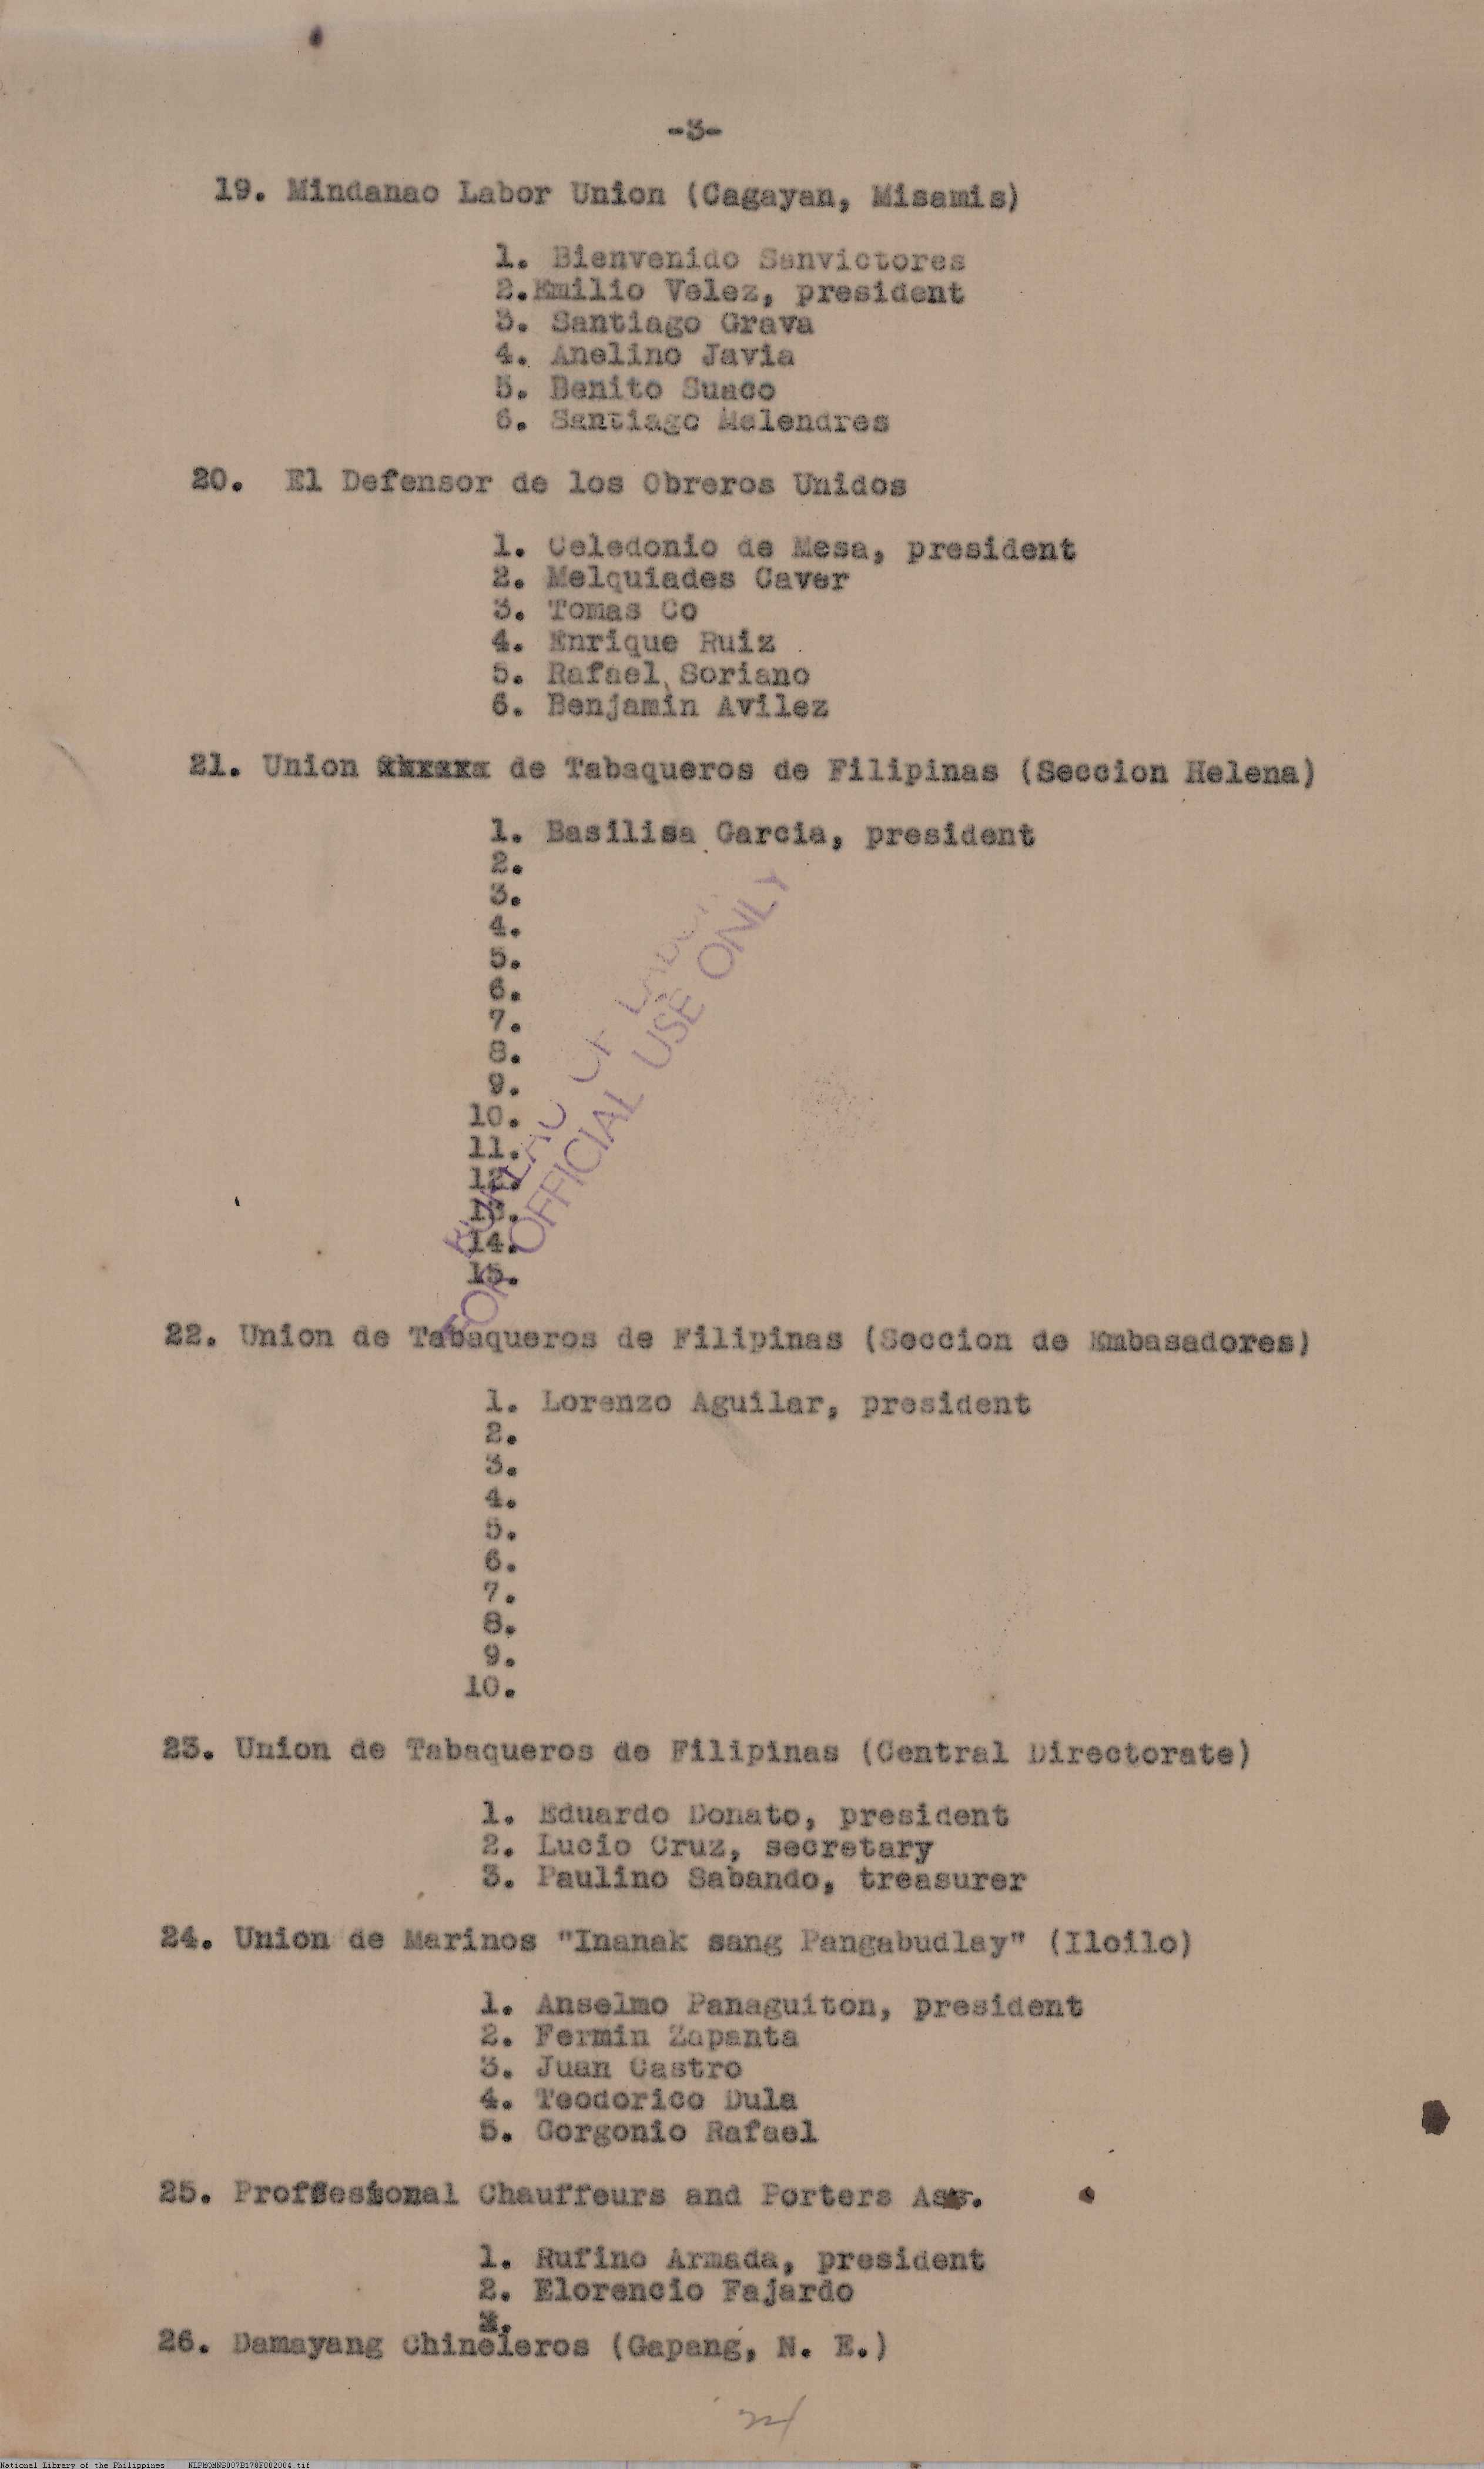 -3-
19. Mindanao Labor Union (Cagayan, Misamis)
1. Bienvenido Sanvictores
2.Emilio Velez, president
3. Santiago Grava
4. Anelino Javia
5. Benito Suaco
6. Santiago Melendres
20. El Defensor de los Obreros Unidos
1. Celedonio de Mesa, president
2. Melquiades Caver
3. Tomas Co
4. Enrique Ruiz
5. Rafael Soriano
6. Benjamin Avilez
21. Union de Tabaqueros de Filipinas (Seccion Helena)
1. Basilisa Garcia, president
2.
3.
4.
5.
6.
7.
8.
9.
10.
11.
12.
13.
14.
15.
BUREAU OF LABOR
FOR OFFICIAL USE ONLY
22. Union de Tabaqueros de Filipinas (Seccion de Embasadores)
1. Lorenzo Aguilar, president
2.
3.
4.
5.
6.
7.
8.
9.
10.
23. Union de Tabaqueros de Filipinas (Central Directorate)
1. Eduardo Donato, president
2. Lucio Cruz, secretary
3. Paulino Sabando, treasurer
24. Union de Marinos "Inanak sang Pangabudlay" (Iloilo)
1. Anselmo Panaguiton, president
2. Fermin Zapanta
3. Juan Castro
4. Teodorico Dula
5. Gorgonio Rafael
25. Proffesional Chauffeurs and Porters Ass.
1. Rufino Armada, president
2. Elorencio Fajardo
26. Damayang Chineleros (Gapang, N. E.)
National Library of the Philippines NLPMQMNS007B178F002004.tif